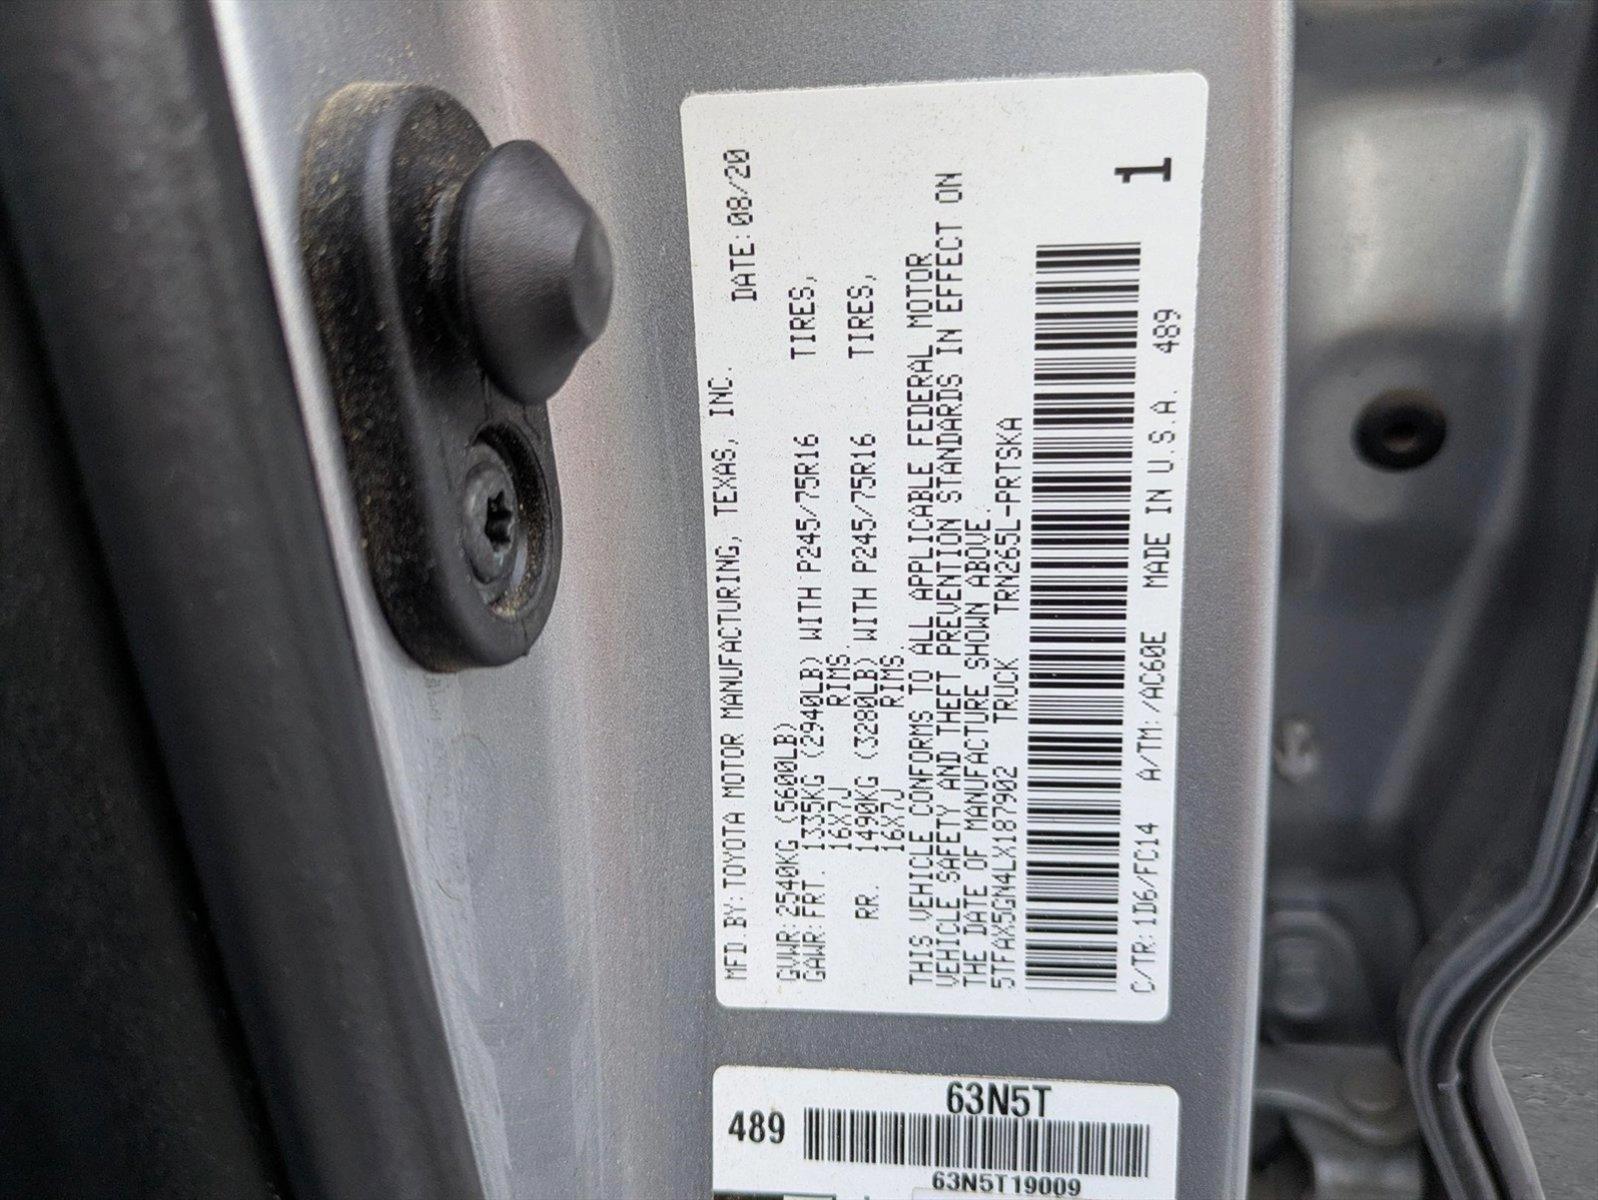 MFD.BY: TOYOTA MOTOR MANUFACTURING, TEXAS, INC. DATE: 08/20
GVWR: 2540KG (5600LB)
GAWR: FRT. 1335KG (2940LB) WITH P245/75R16 TIRES,
16X7J RIMS.
RR. 1490KG (3280LB) WITH P245/75R16 TIRES,
16X7J RIMS.
THIS VEHICLE CONFORMS TO ALL APPLICABLE FEDERAL MOTOR
VEHICLE SAFETY AND THEFT PREVENTION STANDARDS IN EFFECT ON
THE DATE OF MANUFACTURE SHOWN ABOVE.
5TFAX5GN4LX187902 TRUCK TRN265L-PRTSKA
1
C/TR: 1D6/FC14 A/TM: /AC60E MADE IN U.S.A. 489
63N5T
489
63N5T19009